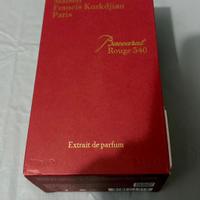 Maison
Francis Kurkdjian
Paris
Baccarat
Rouge 540
Extrait de parfum